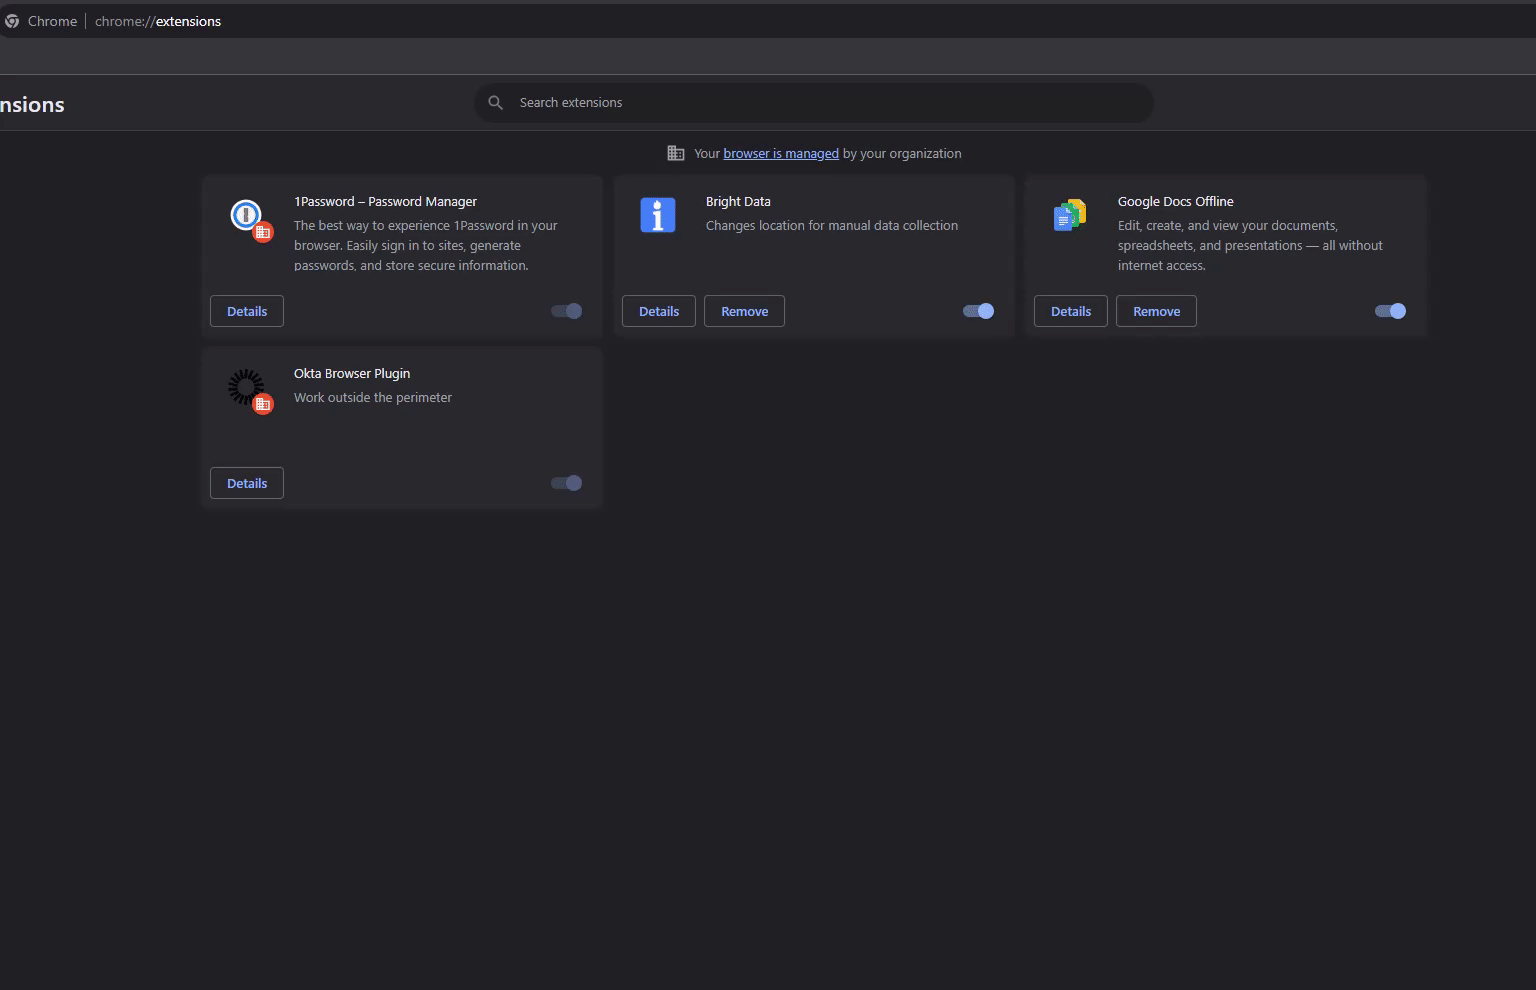 Chrome | chrome://extensions
nsions
Search extensions
Your browser is managed by your organization
1Password – Password Manager
The best way to experience 1Password in your
browser. Easily sign in to sites, generate
passwords, and store secure information.
Details
Bright Data
Changes location for manual data collection
Details
Remove
Google Docs Offline
Edit, create, and view your documents,
spreadsheets, and presentations — all without
internet access.
Details
Remove
Okta Browser Plugin
Work outside the perimeter
Details